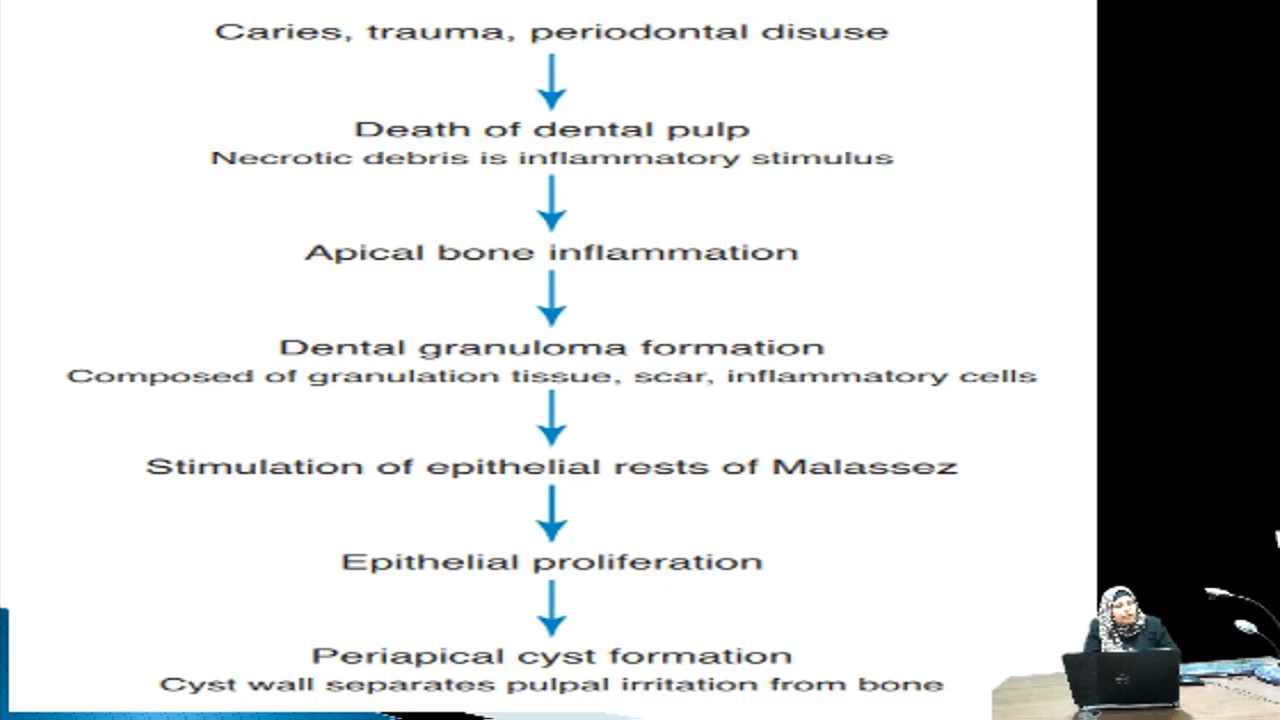 Caries, trauma, periodontal disuse
Death of dental pulp
Necrotic debris is inflammatory stimulus
Apical bone inflammation
Dental granuloma formation
Composed of granulation tissue, scar, inflammatory cells
Stimulation of epithelial rests of Malassez
Epithelial proliferation
Periapical cyst formation
Cyst wall separates pulpal irritation from bone